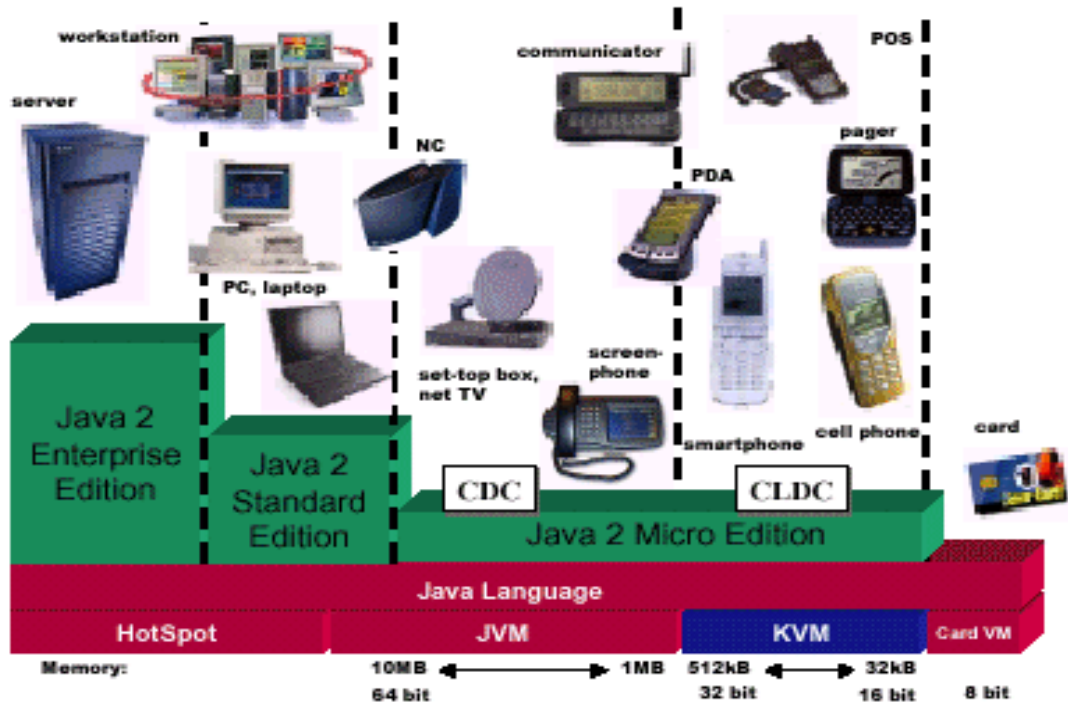 workstation
communicator
POS
server
NC
pager
PDA
PC, laptop
set-top box,
net TV
screen-
phone
smartphone
cell phone
card
Java 2
Enterprise
Edition
Java 2
Standard
Edition
CDC
CLDC
Java 2 Micro Edition
Java Language
HotSpot
JVM
KVM
Card VM
Memory:
10MB
1MB
512kB
32kB
64 bit
32 bit
16 bit
8 bit